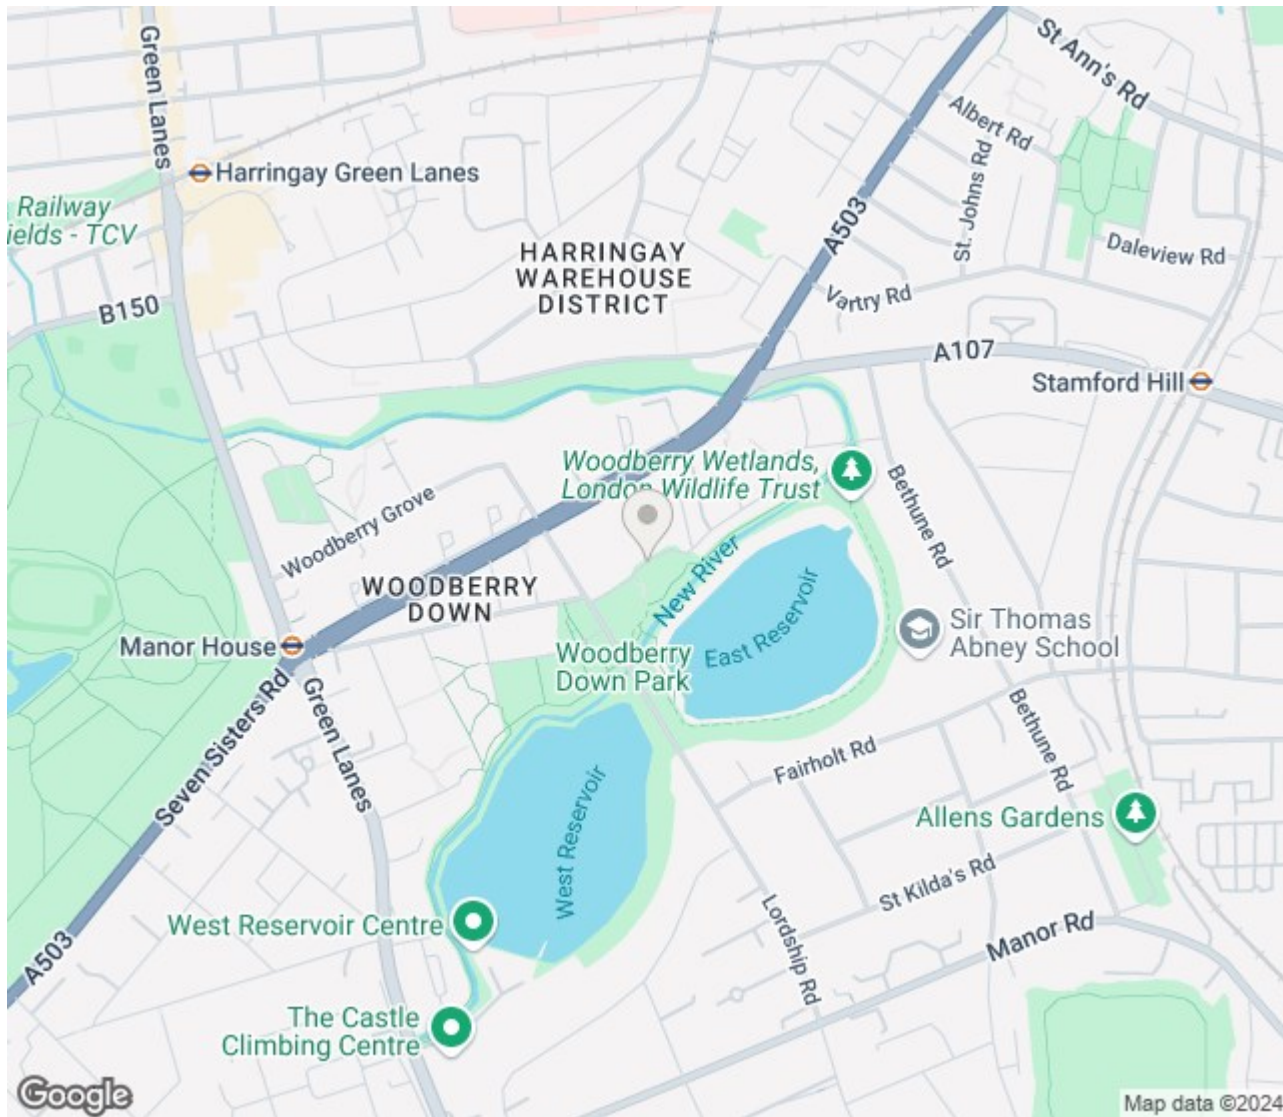 Green Lanes
St Ann's Rd
Albert Rd
St. Johns Rd
Harringay Green Lanes
Railway
ields - TCV
A503
HARRINGAY
WAREHOUSE
DISTRICT
Daleview Rd
B150
Vartry Rd
A107
Stamford Hill
Woodberry Wetlands,
London Wildlife Trust
Bethune Rd
Woodberry Grove
New River
WOODBERRY
DOWN
East Reservoir
Sir Thomas
Abney School
Manor House
Woodberry
Down Park
Seven Sisters Rd
Green Lanes
Bethune Rd
Fairholt Rd
West Reservoir
Allens Gardens
St Kilda's Rd
West Reservoir Centre
Lordship Rd
Manor Rd
A503
The Castle
Climbing Centre
Google
Map data ©2024